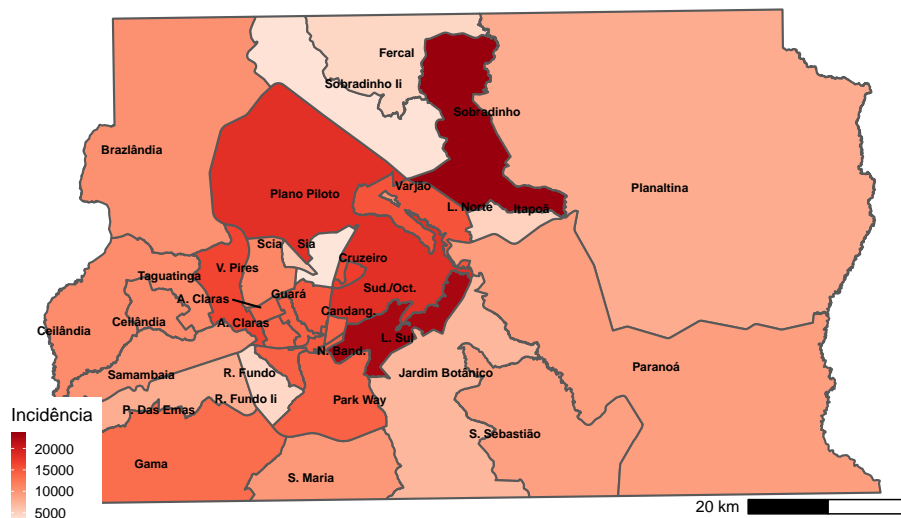 Fercal
Sobradinho Ii
Sobradinho
Brazlândia
Plano Piloto
Varjão
Planaltina
L. Norte
Itapoã
Scia
Sia
Cruzeiro
Taguatinga
V. Pires
Sud./Oct.
A. Claras
Guará
Candang.
Ceilândia
Ceilândia
A. Claras
L. Sul
N. Band.
Samambaia
R. Fundo
Jardim Botânico
Paranoá
P. Das Emas
R. Fundo Ii
Park Way
S. Sebastião
Gama
S. Maria
Incidência
20000
15000
10000
5000
20 km